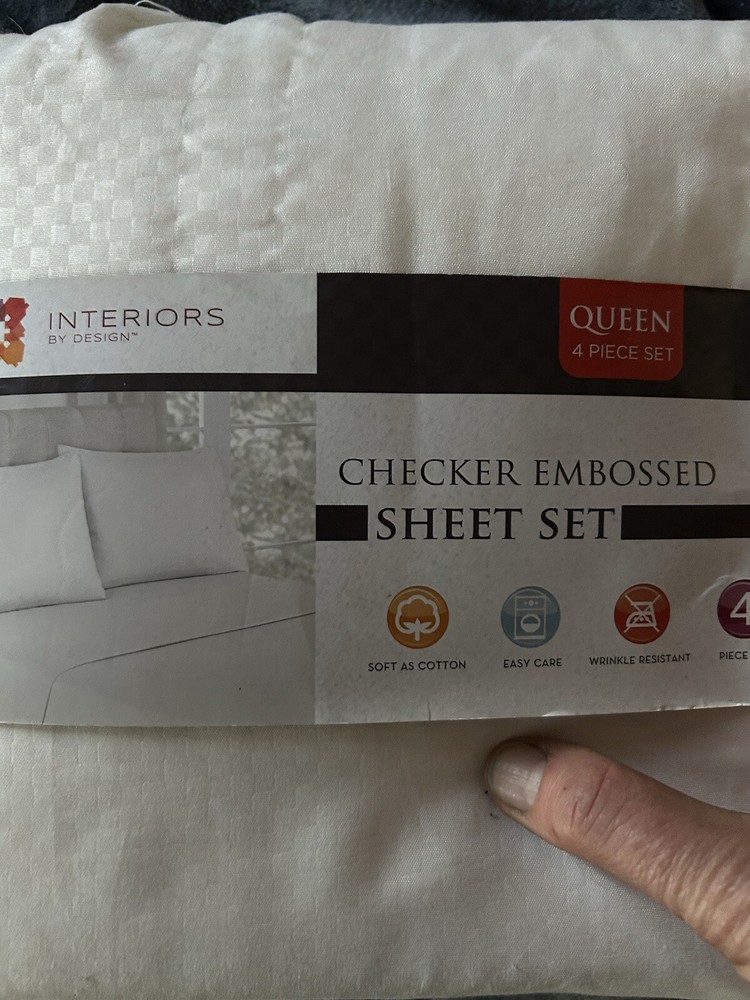 INTERIORS
BY DESIGN™
QUEEN
4 PIECE SET
CHECKER EMBOSSED
SHEET SET
SOFT AS COTTON
EASY CARE
WRINKLE RESISTANT
4
PIECE